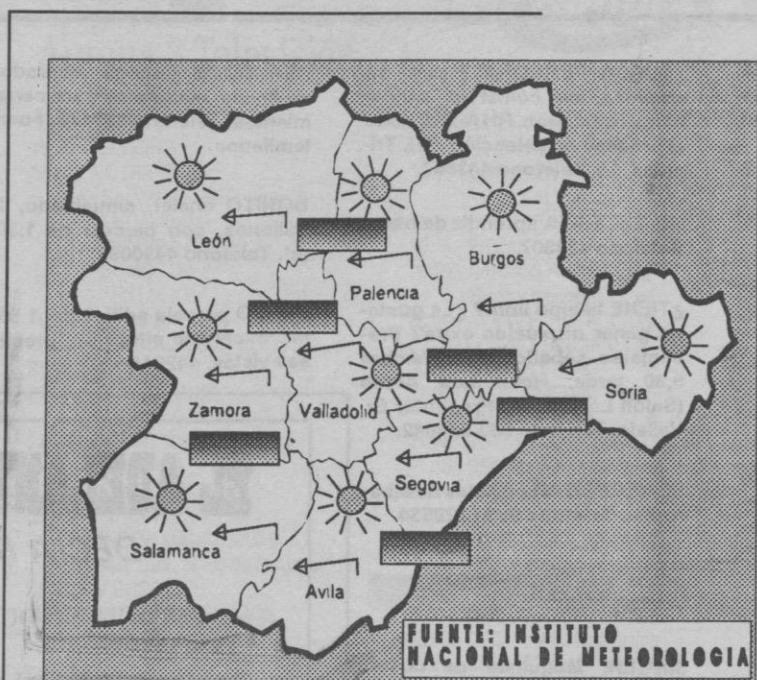 León
Burgos
Palencia
Soria
Zamora
Valladolid
Segovia
Salamanca
Avila
FUENTE: INSTITUTO
NACIONAL DE METEOROLOGIA